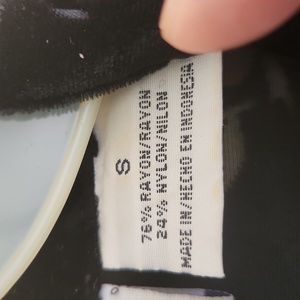 S
76% RAYON/RAYON
24% NYLON/NILON
MADE IN/HECHO EN INDONESIA